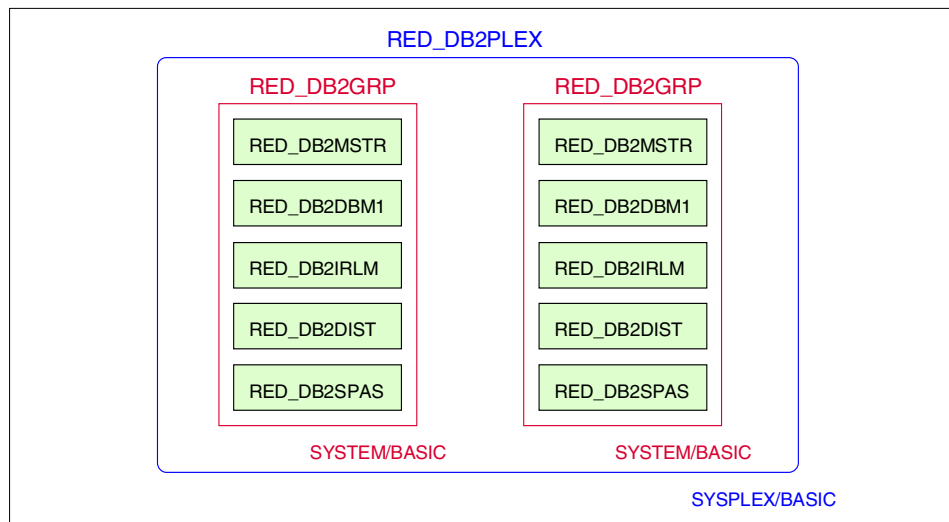 RED_DB2PLEX
RED_DB2GRP
RED_DB2MSTR
RED_DB2DBM1
RED_DB2IRLM
RED_DB2DIST
RED_DB2SPAS
SYSTEM/BASIC
RED_DB2GRP
RED_DB2MSTR
RED_DB2DBM1
RED_DB2IRLM
RED_DB2DIST
RED_DB2SPAS
SYSTEM/BASIC
SYSPLEX/BASIC